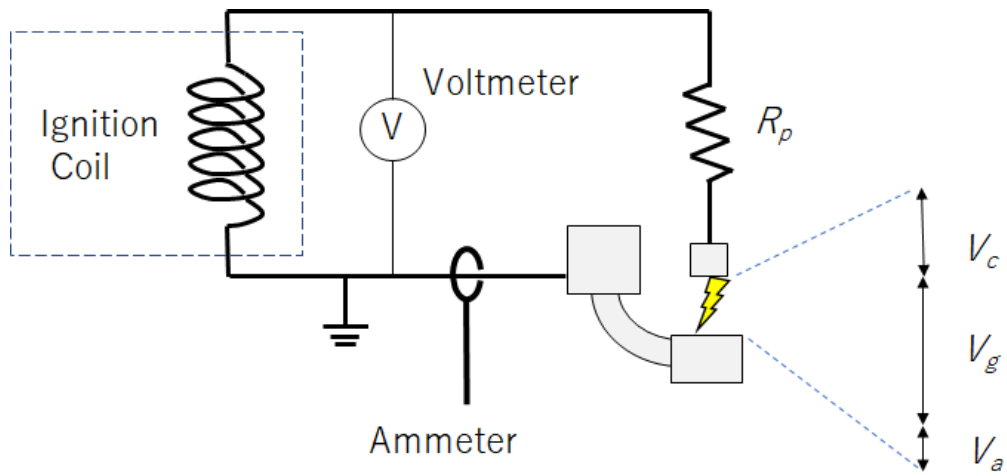 Ignition
Coil
Voltmeter
V
R_p
V_c
V_g
V_a
Ammeter